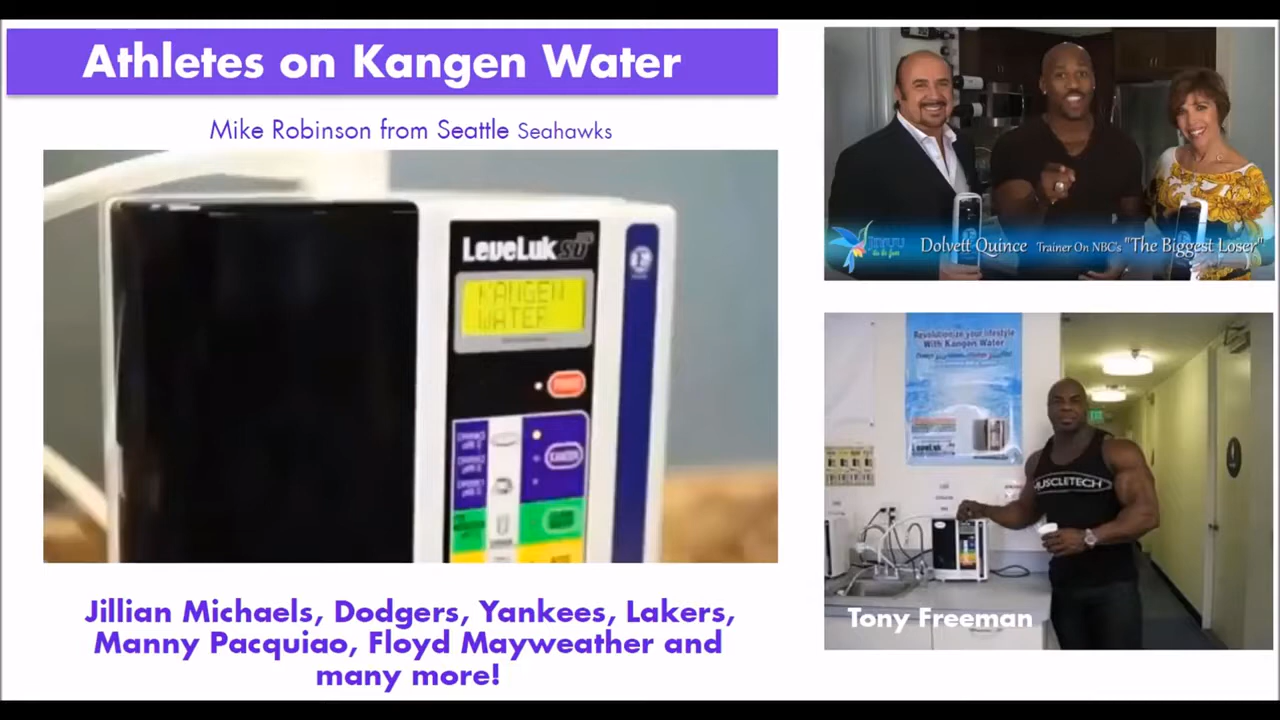 Athletes on Kangen Water
Mike Robinson from Seattle Seahawks
LeveLuk SD
KANGEN
WATER
KANGEN
Jillian Michaels, Dodgers, Yankees, Lakers,
Manny Pacquiao, Floyd Mayweather and
many more!
Dolvett Quince Trainer On NBC's "The Biggest Loser"
Revolutionize your lifestyle
With Kangen Water
LeveLuk
MUSCLETECH
Tony Freeman